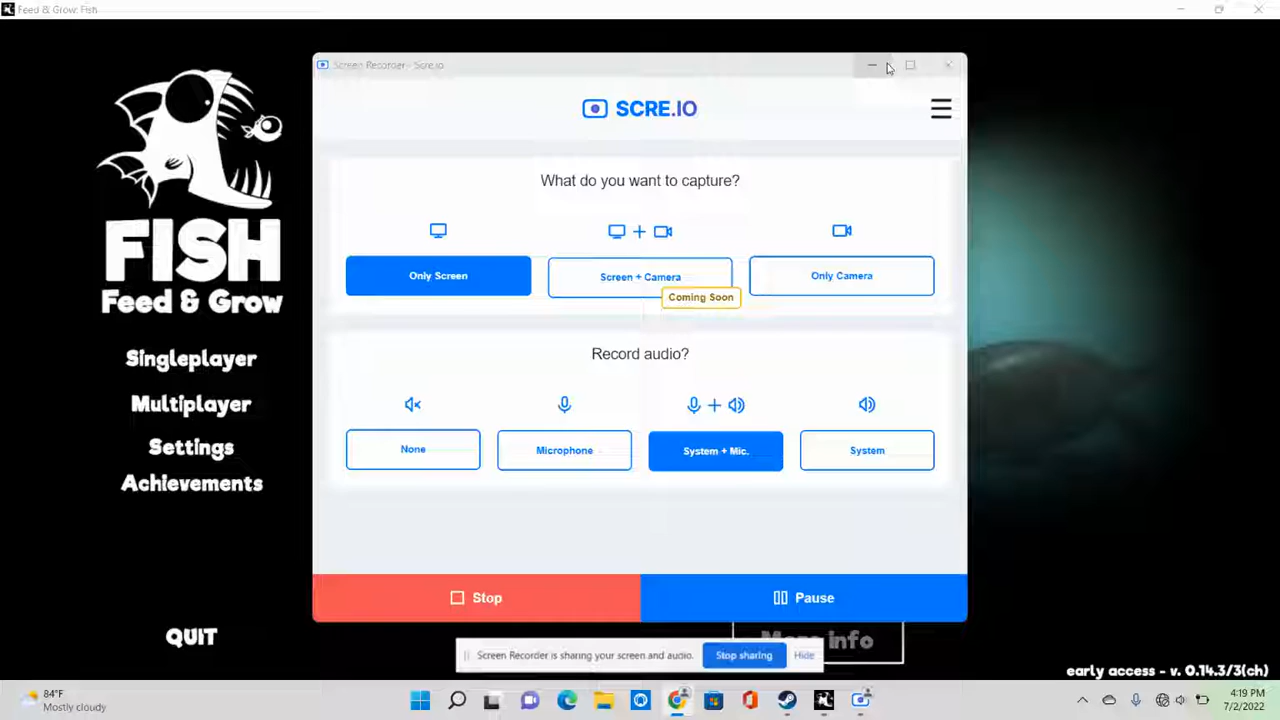 Feed & Grow: Fish
Screen Recorder - Scre.io
SCRE.IO
What do you want to capture?
Only Screen
Screen + Camera
Only Camera
Coming Soon
Record audio?
None
Microphone
System + Mic.
System
Stop
Pause
FISH
Feed & Grow
Singleplayer
Multiplayer
Settings
Achievements
QUIT
More info
Screen Recorder is sharing your screen and audio.
Stop sharing
Hide
early access - v. 0.14.3/3(ch)
84°F
Mostly cloudy
4:19 PM
7/2/2022